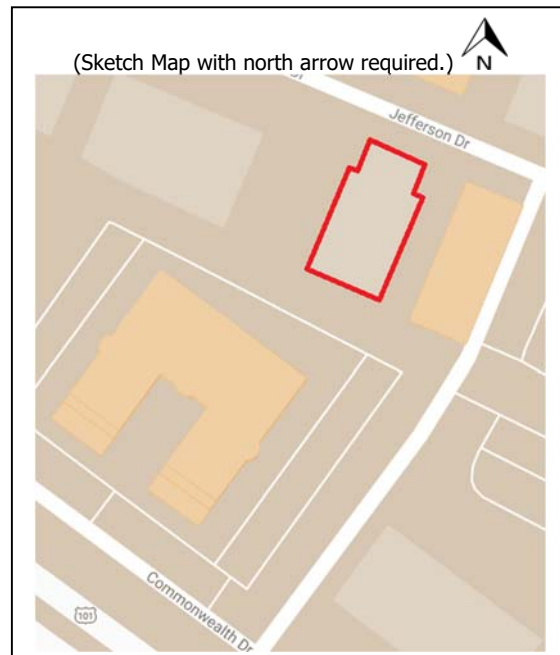 (Sketch Map with north arrow required.)
N
Jefferson Dr
Commonwealth Dr
101